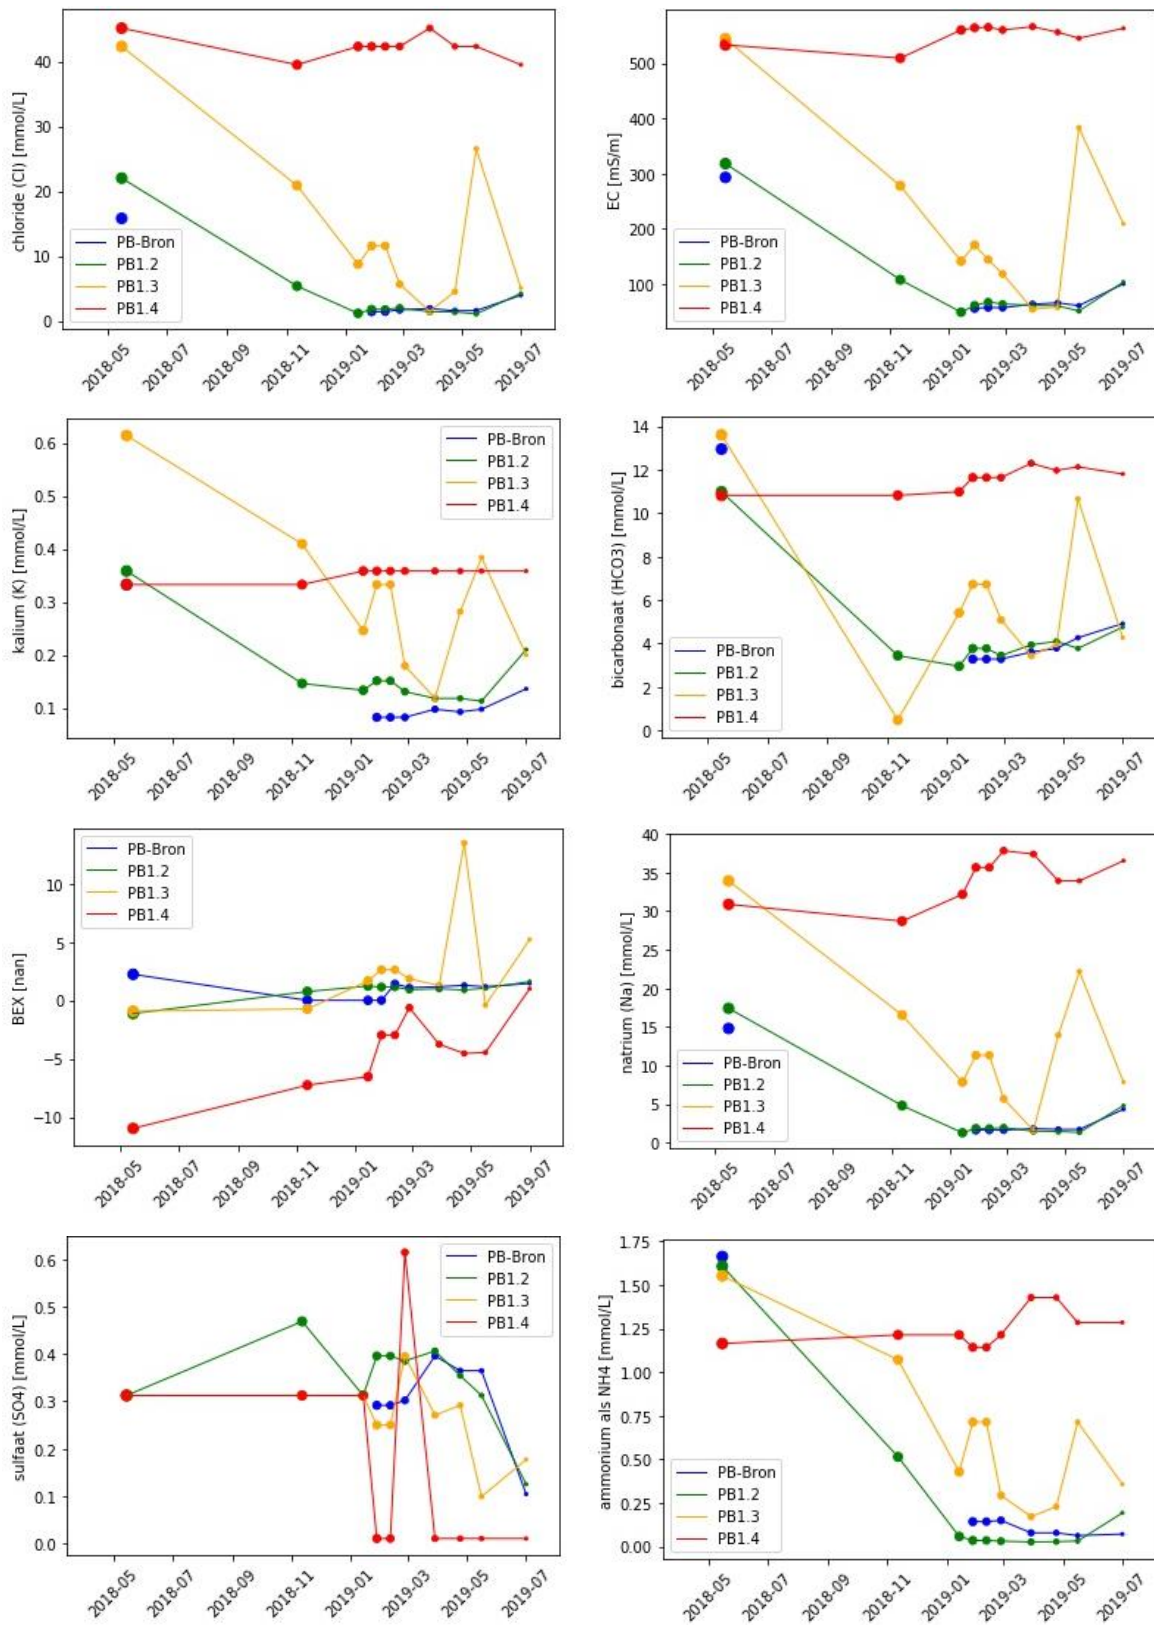 chloride (Cl) [mmol/L]
40
30
20
10
0
PB-Bron
PB1.2
PB1.3
PB1.4
2018-05 2018-07 2018-09 2018-11 2019-01 2019-03 2019-05 2019-07
EC [mS/m]
500
400
300
200
100
PB-Bron
PB1.2
PB1.3
PB1.4
2018-05 2018-07 2018-09 2018-11 2019-01 2019-03 2019-05 2019-07
kalium (K) [mmol/L]
0.6
0.5
0.4
0.3
0.2
0.1
PB-Bron
PB1.2
PB1.3
PB1.4
2018-05 2018-07 2018-09 2018-11 2019-01 2019-03 2019-05 2019-07
bicarbonaat (HCO3) [mmol/L]
14
12
10
8
6
4
2
0
PB-Bron
PB1.2
PB1.3
PB1.4
2018-05 2018-07 2018-09 2018-11 2019-01 2019-03 2019-05 2019-07
BEX [nan]
10
5
0
−5
−10
PB-Bron
PB1.2
PB1.3
PB1.4
2018-05 2018-07 2018-09 2018-11 2019-01 2019-03 2019-05 2019-07
natrium (Na) [mmol/L]
40
35
30
25
20
15
10
5
0
PB-Bron
PB1.2
PB1.3
PB1.4
2018-05 2018-07 2018-09 2018-11 2019-01 2019-03 2019-05 2019-07
sulfaat (SO4) [mmol/L]
0.6
0.5
0.4
0.3
0.2
0.1
0.0
PB-Bron
PB1.2
PB1.3
PB1.4
2018-05 2018-07 2018-09 2018-11 2019-01 2019-03 2019-05 2019-07
ammonium als NH4 [mmol/L]
1.75
1.50
1.25
1.00
0.75
0.50
0.25
0.00
PB-Bron
PB1.2
PB1.3
PB1.4
2018-05 2018-07 2018-09 2018-11 2019-01 2019-03 2019-05 2019-07